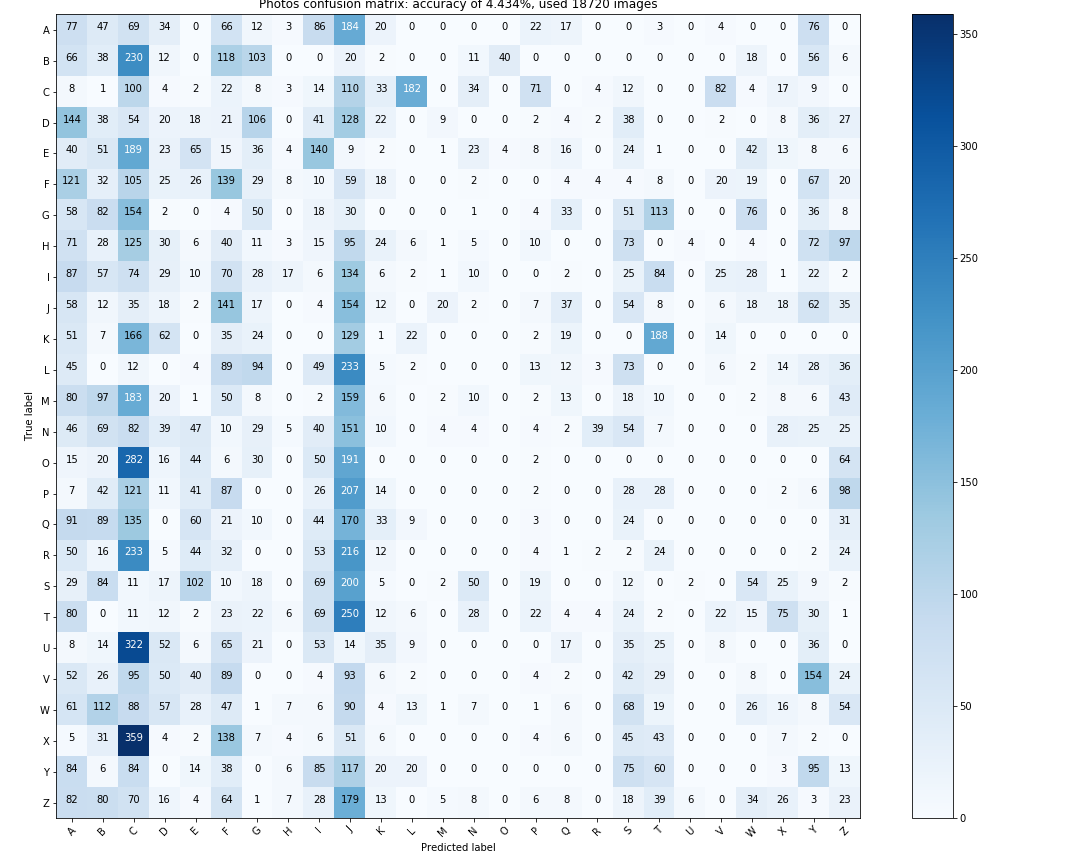 Photos confusion matrix: accuracy of 4.434%, used 18720 images
A 77 47 69 34 0 66 12 3 86 184 20 0 0 0 0 22 17 0 0 3 0 4 0 0 76 0
B 66 38 230 12 0 118 103 0 0 20 2 0 0 11 40 0 0 0 0 0 0 0 18 0 56 6
C 8 1 100 4 2 22 8 3 14 110 33 182 0 34 0 71 0 4 12 0 0 82 4 17 9 0
D 144 38 54 20 18 21 106 0 41 128 22 0 9 0 0 2 4 2 38 0 0 2 0 8 36 27
E 40 51 189 23 65 15 36 4 140 9 2 0 1 23 4 8 16 0 24 1 0 0 42 13 8 6
F 121 32 105 25 26 139 29 8 10 59 18 0 0 2 0 0 4 4 4 8 0 20 19 0 67 20
G 58 82 154 2 0 4 50 0 18 30 0 0 0 1 0 4 33 0 51 113 0 0 76 0 36 8
H 71 28 125 30 6 40 11 3 15 95 24 6 1 5 0 10 0 0 73 0 4 0 4 0 72 97
I 87 57 74 29 10 70 28 17 6 134 6 2 1 10 0 0 2 0 25 84 0 25 28 1 22 2
J 58 12 35 18 2 141 17 0 4 154 12 0 20 2 0 7 37 0 54 8 0 6 18 18 62 35
K 51 7 166 62 0 35 24 0 0 129 1 22 0 0 0 2 19 0 0 188 0 14 0 0 0 0
L 45 0 12 0 4 89 94 0 49 233 5 2 0 0 0 13 12 3 73 0 0 6 2 14 28 36
M 80 97 183 20 1 50 8 0 2 159 6 0 2 10 0 2 13 0 18 10 0 0 2 8 6 43
N 46 69 82 39 47 10 29 5 40 151 10 0 4 4 0 4 2 39 54 7 0 0 0 28 25 25
O 15 20 282 16 44 6 30 0 50 191 0 0 0 0 0 2 0 0 0 0 0 0 0 0 0 64
P 7 42 121 11 41 87 0 0 26 207 14 0 0 0 0 2 0 0 28 28 0 0 0 2 6 98
Q 91 89 135 0 60 21 10 0 44 170 33 9 0 0 0 3 0 0 24 0 0 0 0 0 0 31
R 50 16 233 5 44 32 0 0 53 216 12 0 0 0 0 4 1 2 2 24 0 0 0 0 2 24
S 29 84 11 17 102 10 18 0 69 200 5 0 2 50 0 19 0 0 12 0 2 0 54 25 9 2
T 80 0 11 12 2 23 22 6 69 250 12 6 0 28 0 22 4 4 24 2 0 22 15 75 30 1
U 8 14 322 52 6 65 21 0 53 14 35 9 0 0 0 0 17 0 35 25 0 8 0 0 36 0
V 52 26 95 50 40 89 0 0 4 93 6 2 0 0 0 4 2 0 42 29 0 0 8 0 154 24
W 61 112 88 57 28 47 1 7 6 90 4 13 1 7 0 1 6 0 68 19 0 0 26 16 8 54
X 5 31 359 4 2 138 7 4 6 51 6 0 0 0 0 4 6 0 45 43 0 0 0 7 2 0
Y 84 6 84 0 14 38 0 6 85 117 20 20 0 0 0 0 0 0 75 60 0 0 0 3 95 13
Z 82 80 70 16 4 64 1 7 28 179 13 0 5 8 0 6 8 0 18 39 6 0 34 26 3 23
A B C D E F G H I J K L M N O P Q R S T U V W X Y Z
True label
Predicted label
350
300
250
200
150
100
50
0